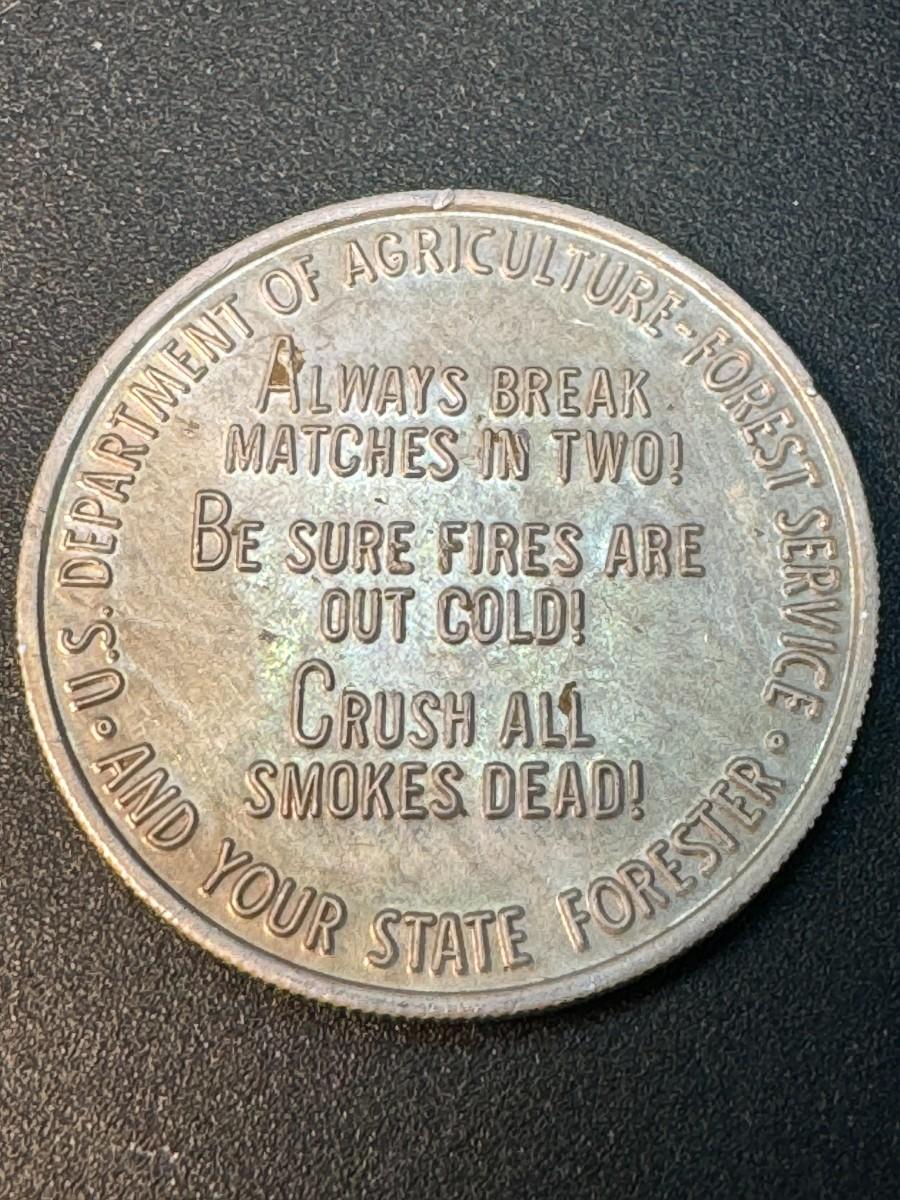 U.S. DEPARTMENT OF AGRICULTURE-FOREST SERVICE
ALWAYS BREAK
MATCHES IN TWO!
BE SURE FIRES ARE
OUT COLD!
CRUSH ALL
SMOKES DEAD!
• AND YOUR STATE FORESTER •